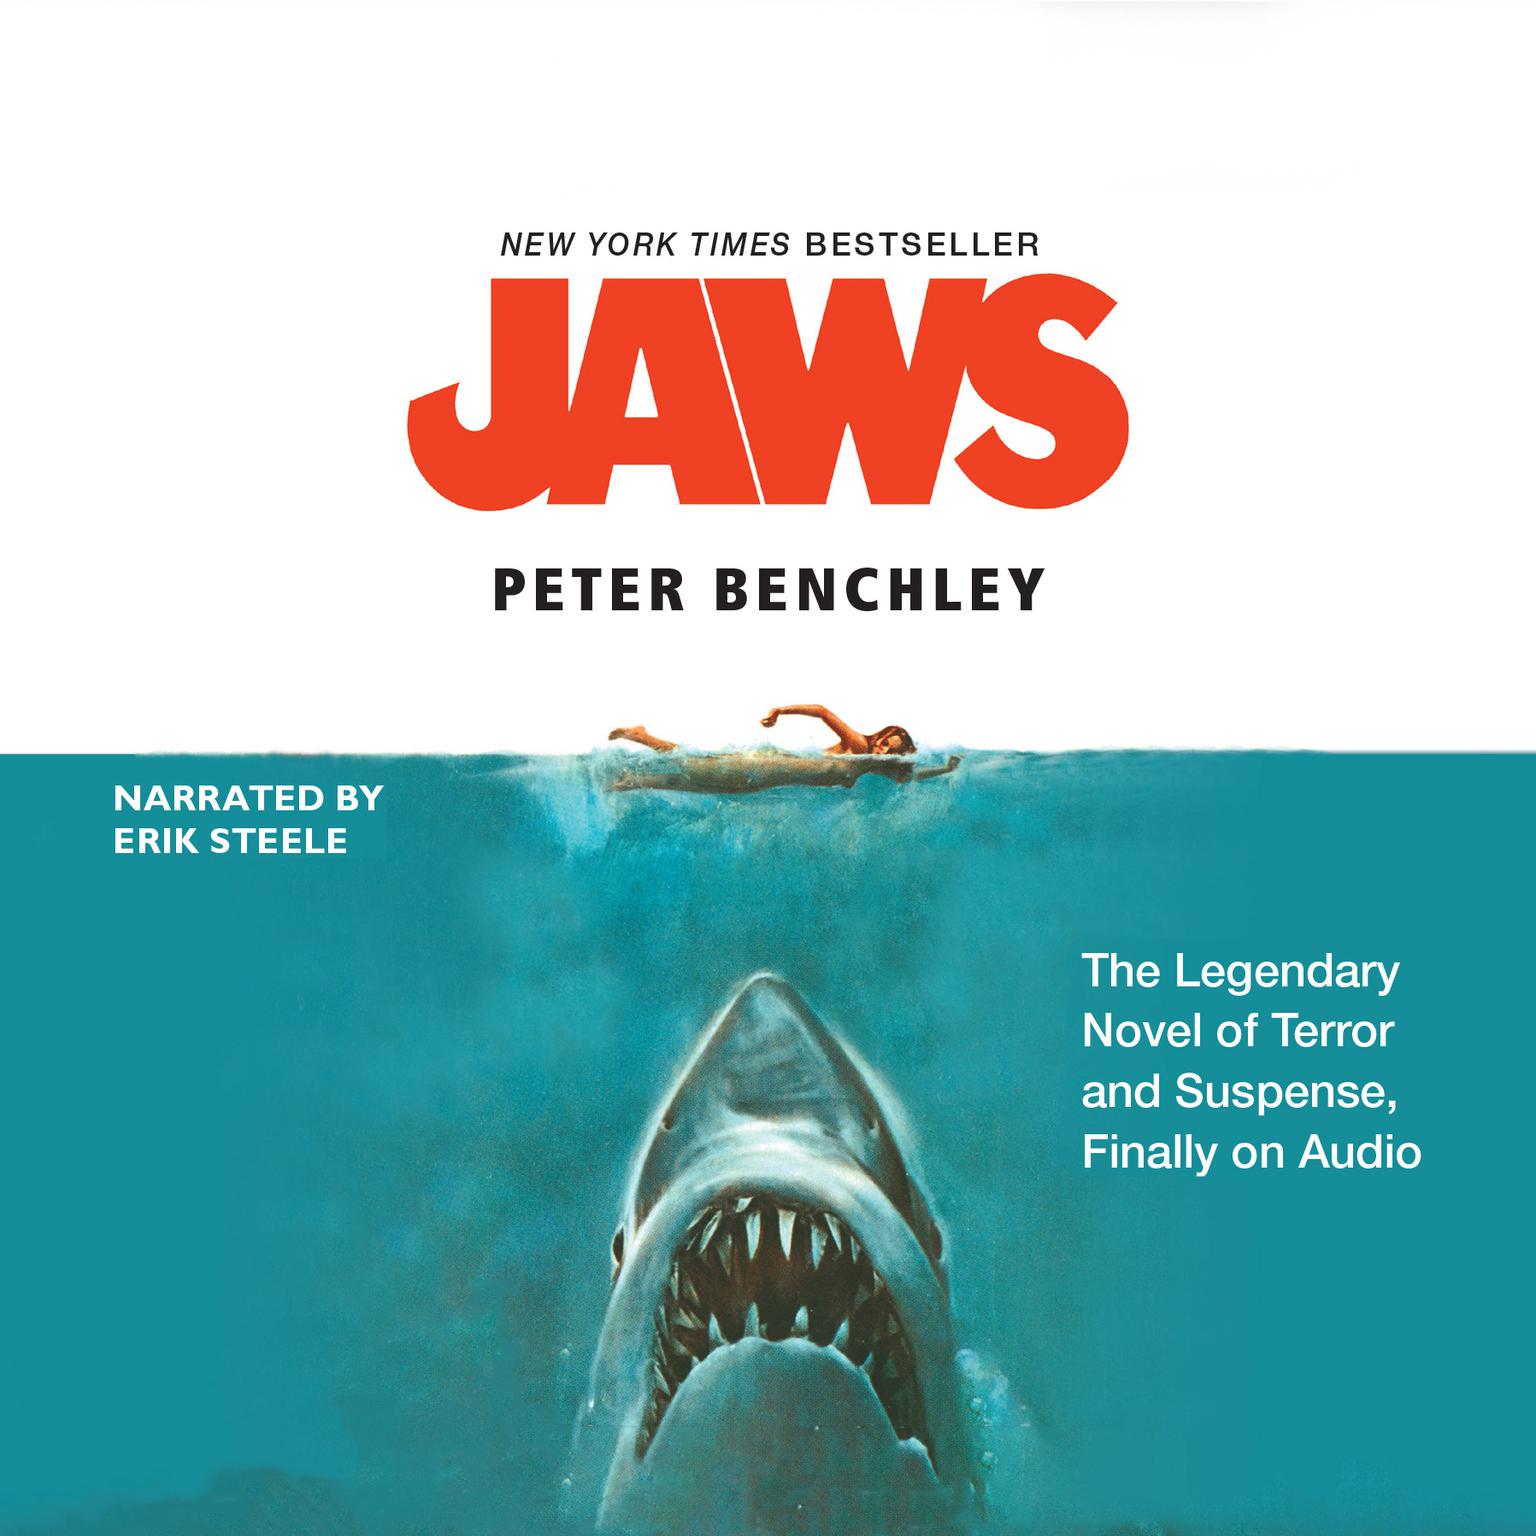 NEW YORK TIMES BESTSELLER
JAWS
PETER BENCHLEY
NARRATED BY
ERIK STEELE
The Legendary
Novel of Terror
and Suspense,
Finally on Audio